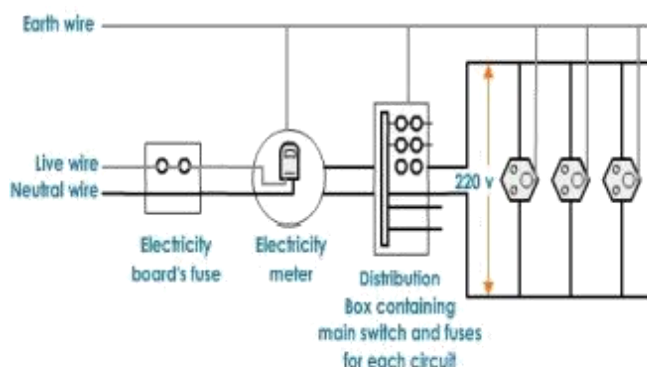 Earth wire
Live wire
Neutral wire
220 v
Electricity
board's fuse
Electricity
meter
Distribution
Box containing
main switch and fuses
for each circuit